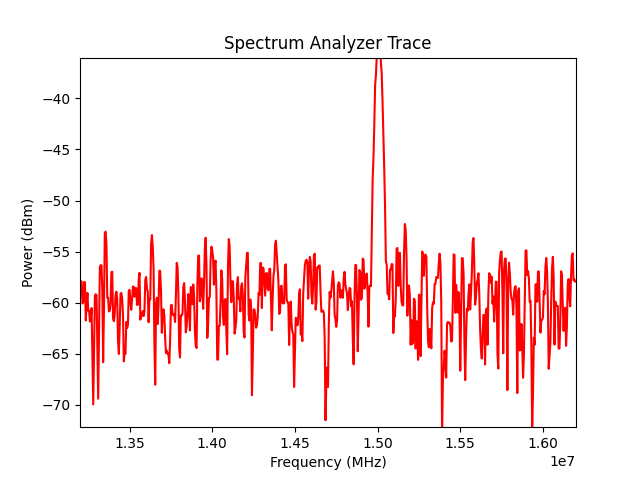 Spectrum Analyzer Trace
Power (dBm)
−40
−45
−50
−55
−60
−65
−70
1.35 1.40 1.45 1.50 1.55 1.60
1e7
Frequency (MHz)